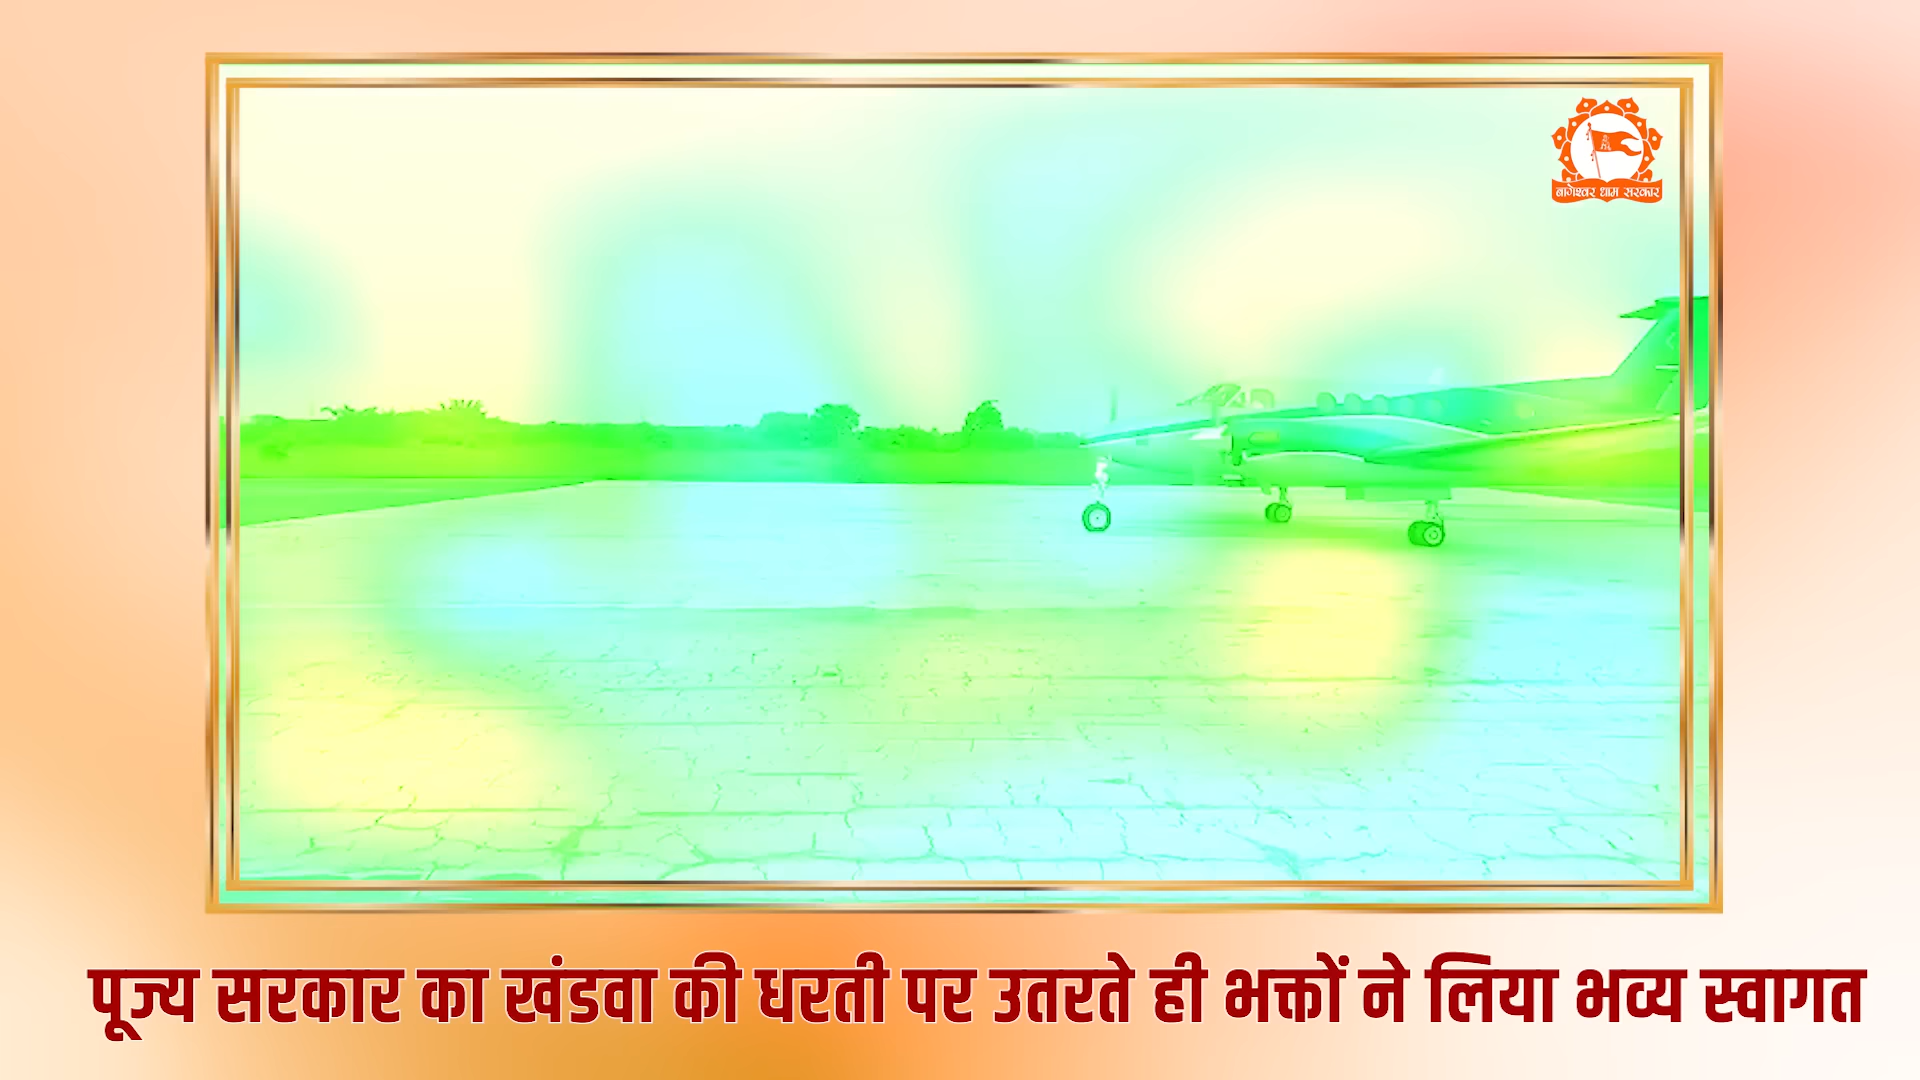 बागेश्वर धाम सरकार
पूज्य सरकार का खंडवा की धरती पर उतरते ही भक्तों ने लिया भव्य स्वागत